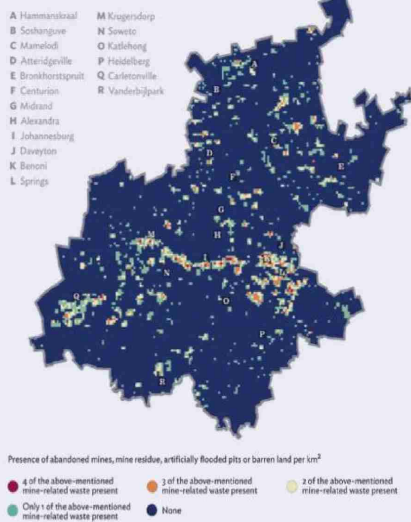 A Hammanskraal
B Soshanguve
C Mamelodi
D Atteridgeville
E Bronkhorstspruit
F Centurion
G Midrand
H Alexandra
I Johannesburg
J Daveyton
K Benoni
L Springs
M Krugersdorp
N Soweto
O Katlehong
P Heidelberg
Q Carletonville
R Vanderbijlpark
A
B
C
D
E
F
G
H
M
J
I
N
Q
O
P
R
Presence of abandoned mines, mine residue, artificially flooded pits or barren land per km²
4 of the above-mentioned
mine-related waste present
3 of the above-mentioned
mine-related waste present
2 of the above-mentioned
mine-related waste present
Only 1 of the above-mentioned
mine-related waste present
None